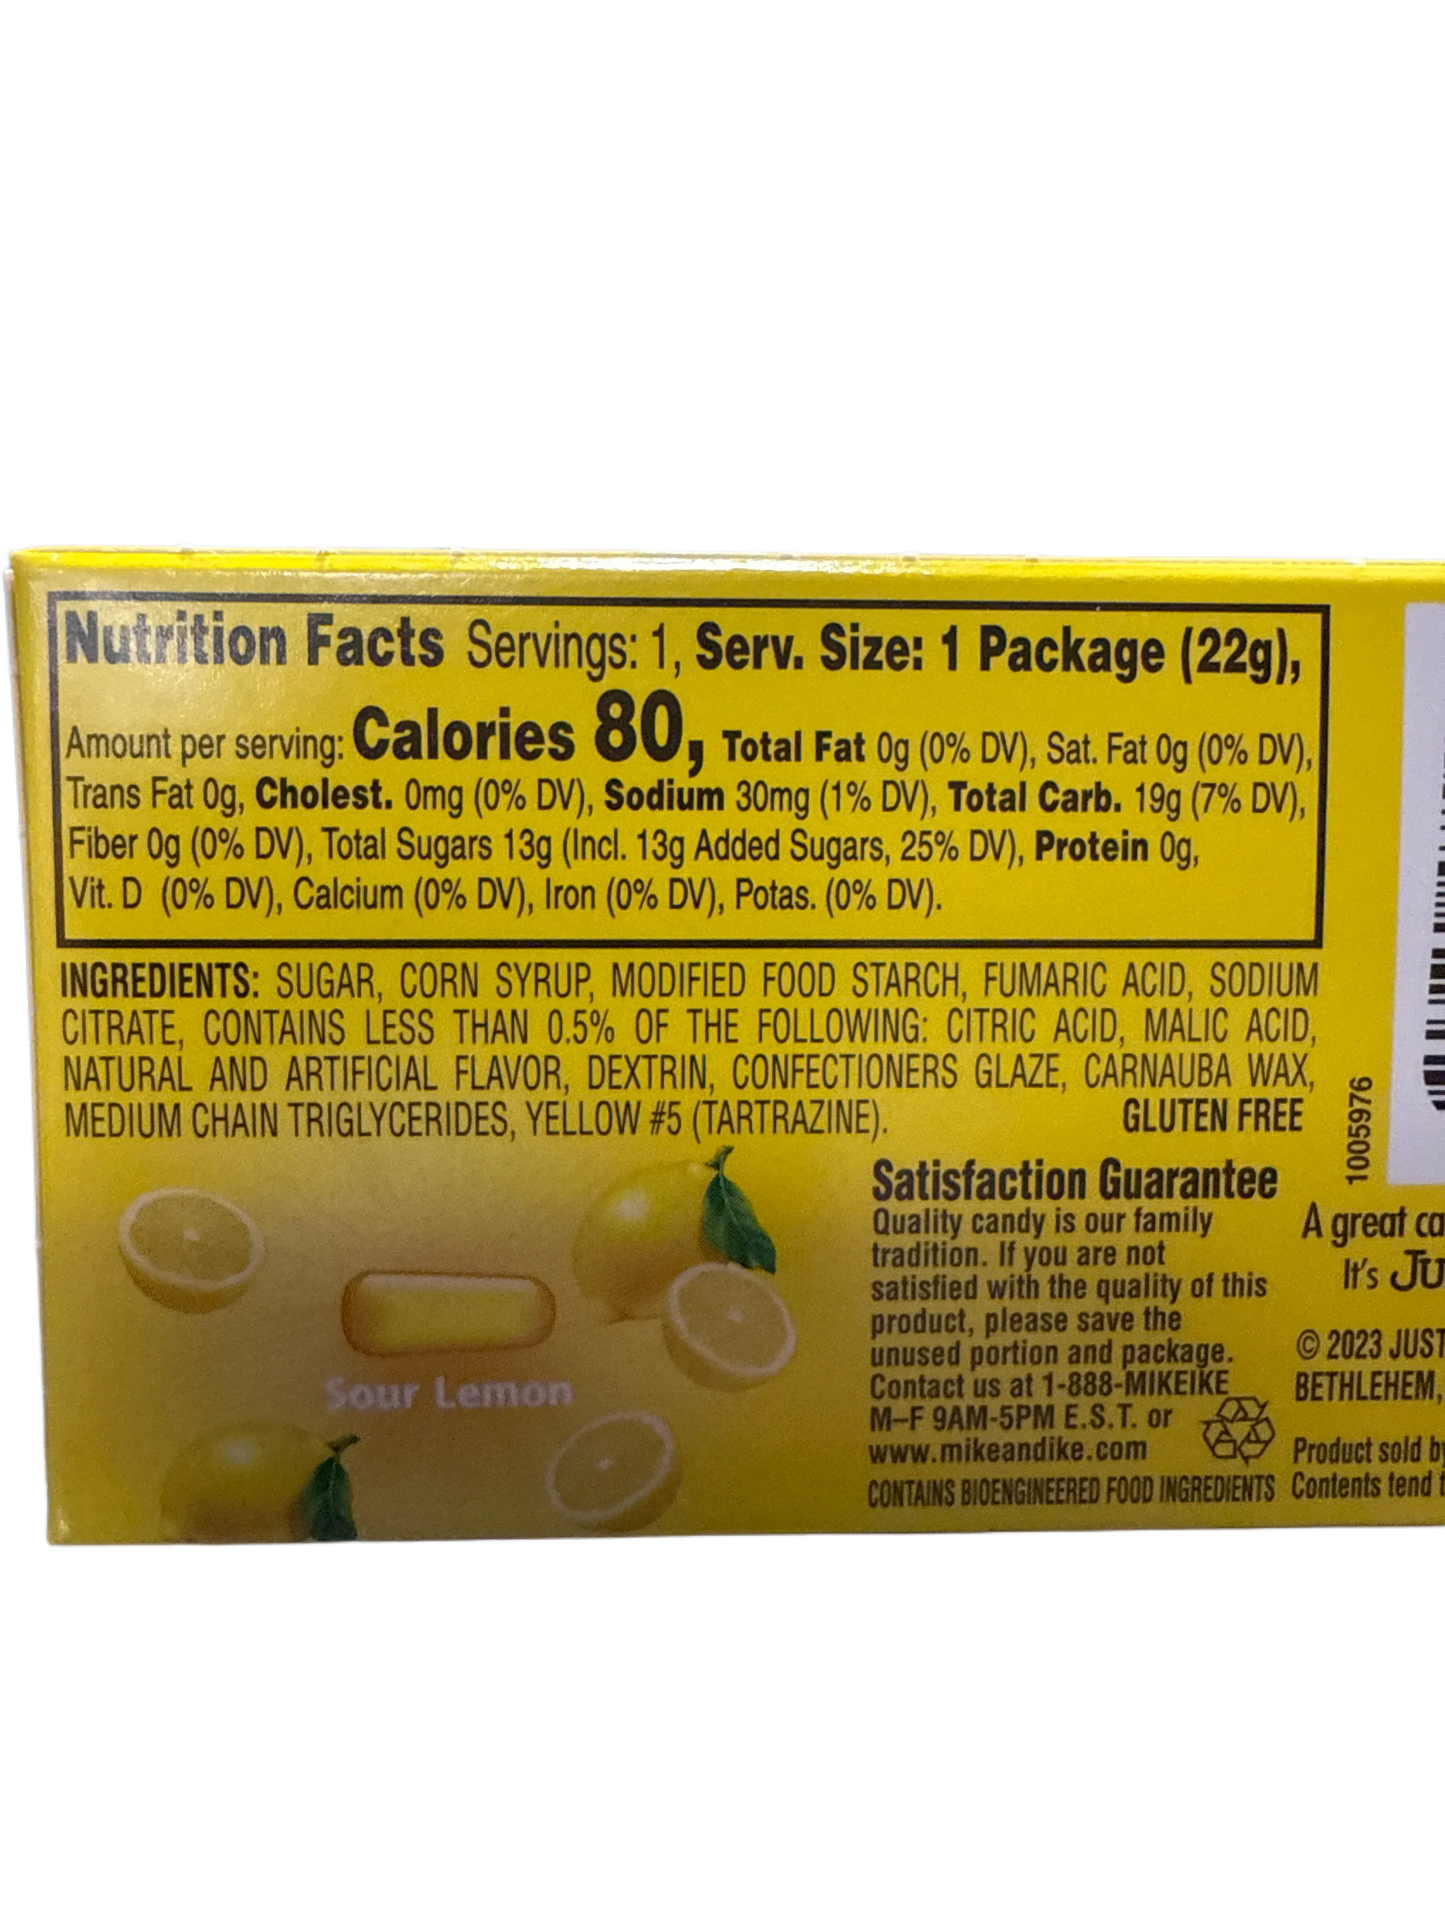 Nutrition Facts Servings: 1, Serv. Size: 1 Package (22g),
Amount per serving: Calories 80, Total Fat 0g (0% DV), Sat. Fat 0g (0% DV),
Trans Fat 0g, Cholest. 0mg (0% DV), Sodium 30mg (1% DV), Total Carb. 19g (7% DV),
Fiber 0g (0% DV), Total Sugars 13g (Incl. 13g Added Sugars, 25% DV), Protein 0g,
Vit. D (0% DV), Calcium (0% DV), Iron (0% DV), Potas. (0% DV).
INGREDIENTS: SUGAR, CORN SYRUP, MODIFIED FOOD STARCH, FUMARIC ACID, SODIUM
CITRATE, CONTAINS LESS THAN 0.5% OF THE FOLLOWING: CITRIC ACID, MALIC ACID,
NATURAL AND ARTIFICIAL FLAVOR, DEXTRIN, CONFECTIONERS GLAZE, CARNAUBA WAX,
MEDIUM CHAIN TRIGLYCERIDES, YELLOW #5 (TARTRAZINE).
GLUTEN FREE
1005976
Sour Lemon
Satisfaction Guarantee
Quality candy is our family
tradition. If you are not
satisfied with the quality of this
product, please save the
unused portion and package.
Contact us at 1-888-MIKEIKE
M–F 9AM-5PM E.S.T. or
www.mikeandike.com
CONTAINS BIOENGINEERED FOOD INGREDIENTS
A great
It's
© 2023 JUST
BETHLEHEM,
Product sold
Contents tend